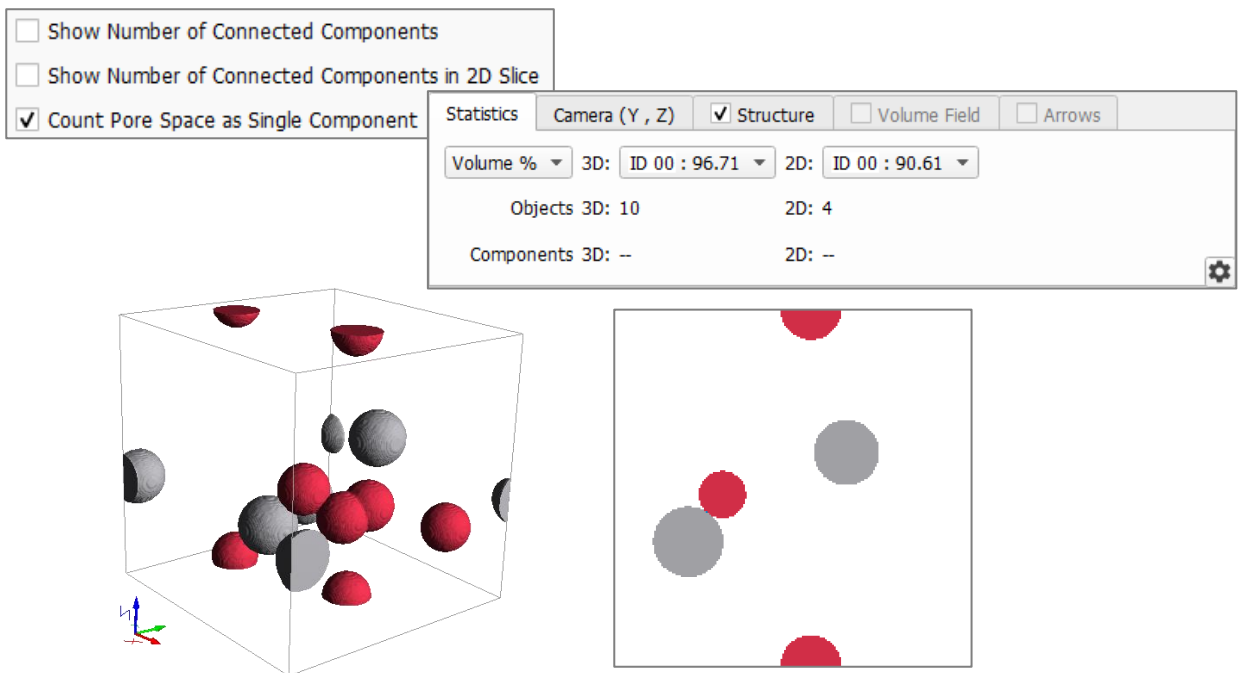 Show Number of Connected Components
Show Number of Connected Components in 2D Slice
Count Pore Space as Single Component
Statistics Camera (Y , Z) Structure Volume Field Arrows
Volume % 3D: ID 00 : 96.71 2D: ID 00 : 90.61
Objects 3D: 10 2D: 4
Components 3D: -- 2D: --